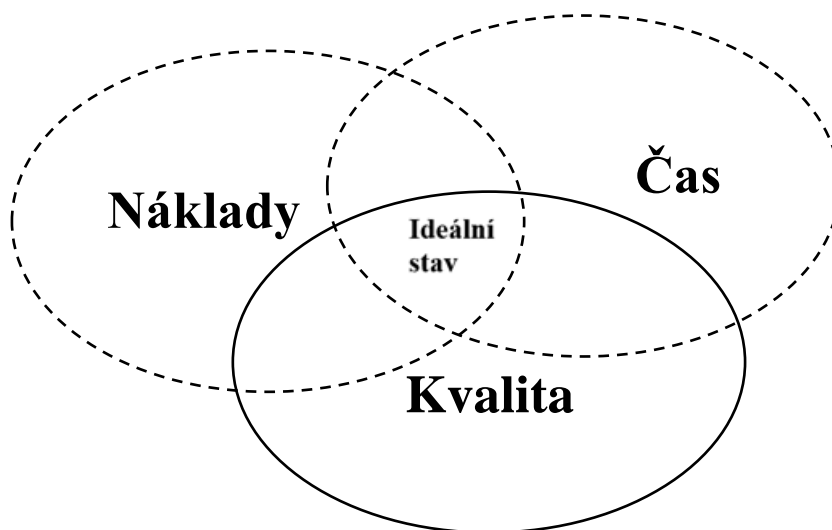 Čas
Náklady
Ideální
stav
Kvalita